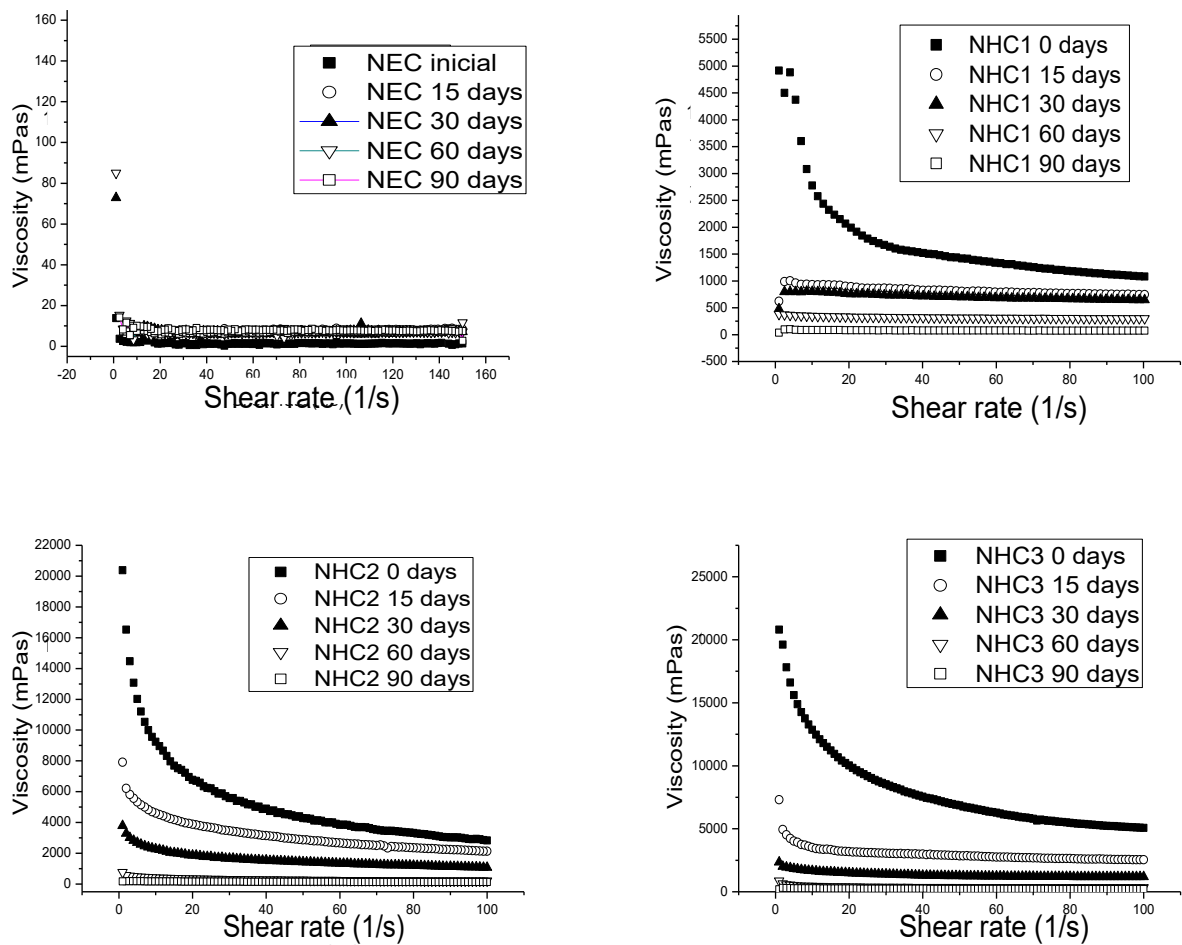 160
140
120
100
80
60
40
20
0
Viscosity (mPas)
NEC inicial
NEC 15 days
NEC 30 days
NEC 60 days
NEC 90 days
-20 0 20 40 60 80 100 120 140 160
Shear rate (1/s)
5500
5000
4500
4000
3500
3000
2500
2000
1500
1000
500
0
-500
Viscosity (mPas)
NHC1 0 days
NHC1 15 days
NHC1 30 days
NHC1 60 days
NHC1 90 days
0 20 40 60 80 100
Shear rate (1/s)
22000
20000
18000
16000
14000
12000
10000
8000
6000
4000
2000
0
Viscosity (mPas)
NHC2 0 days
NHC2 15 days
NHC2 30 days
NHC2 60 days
NHC2 90 days
0 20 40 60 80 100
Shear rate (1/s)
25000
20000
15000
10000
5000
0
Viscosity (mPas)
NHC3 0 days
NHC3 15 days
NHC3 30 days
NHC3 60 days
NHC3 90 days
0 20 40 60 80 100
Shear rate (1/s)